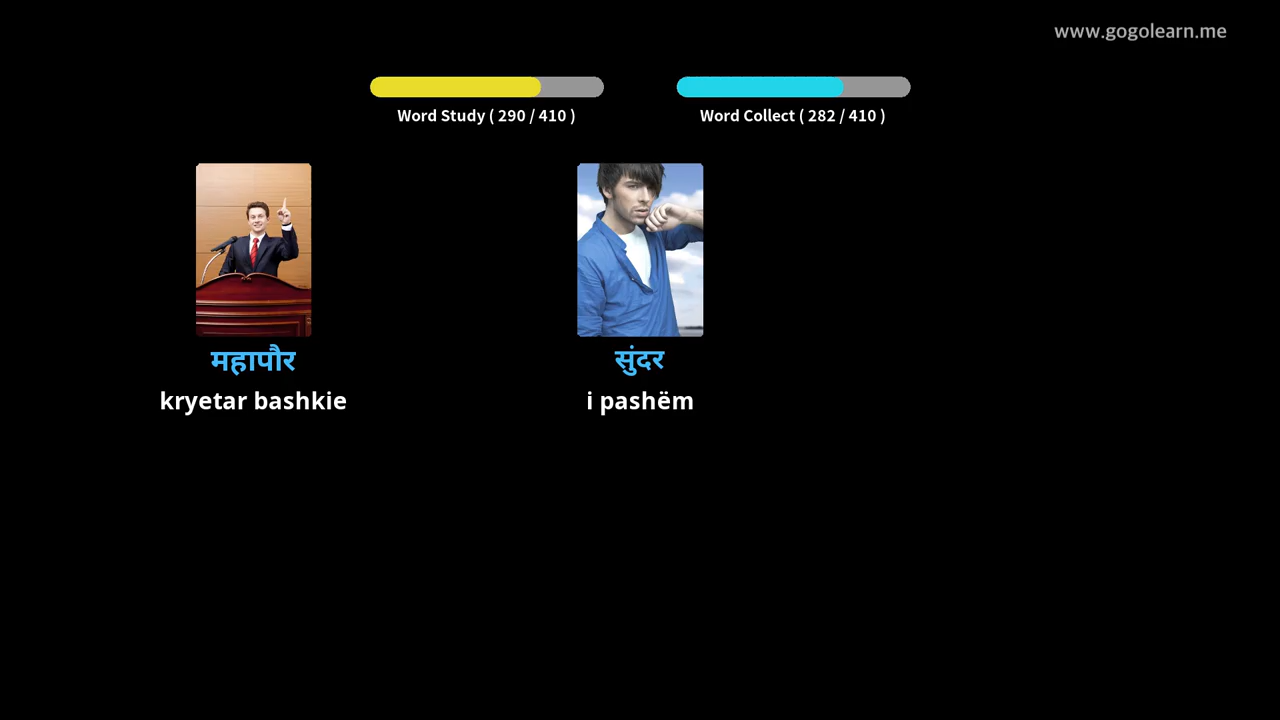 www.gogolearn.me
Word Study ( 290 / 410 )
Word Collect ( 282 / 410 )
महापौर
सुंदर
kryetar bashkie
i pashëm